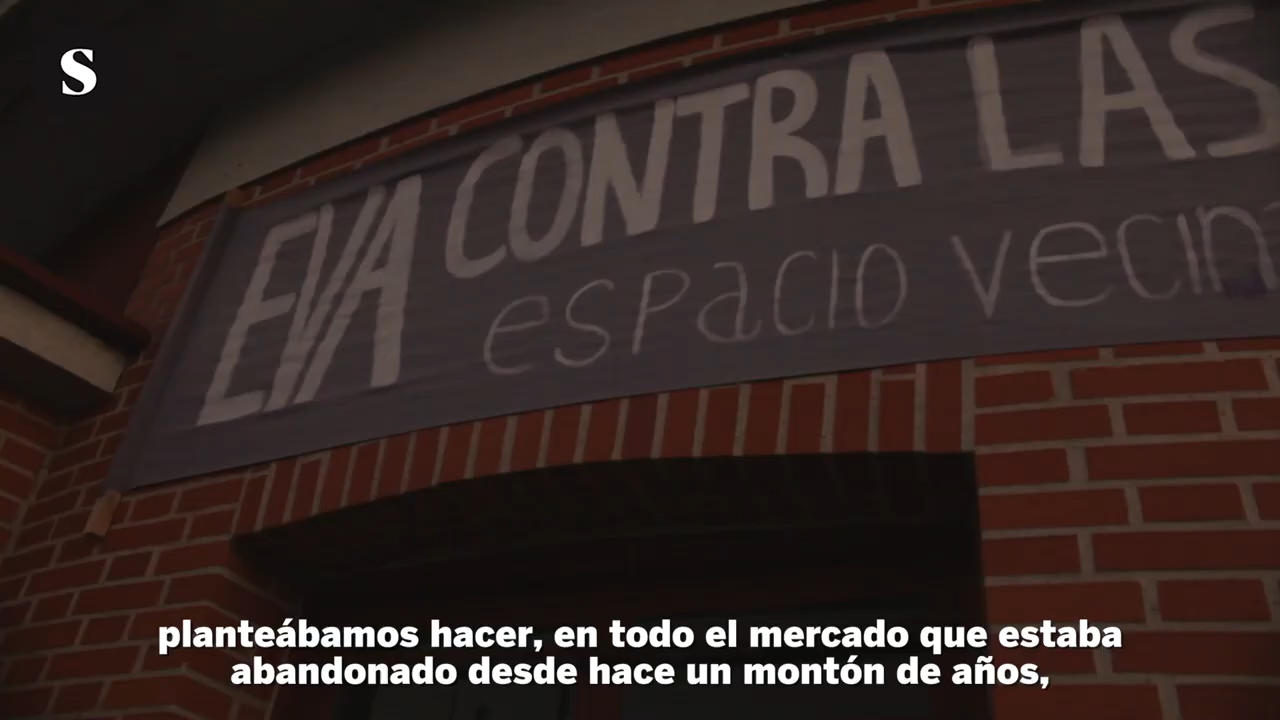 S
EVA CONTRA LAS
espacio vecin
planteábamos hacer, en todo el mercado que estaba
abandonado desde hace un montón de años,